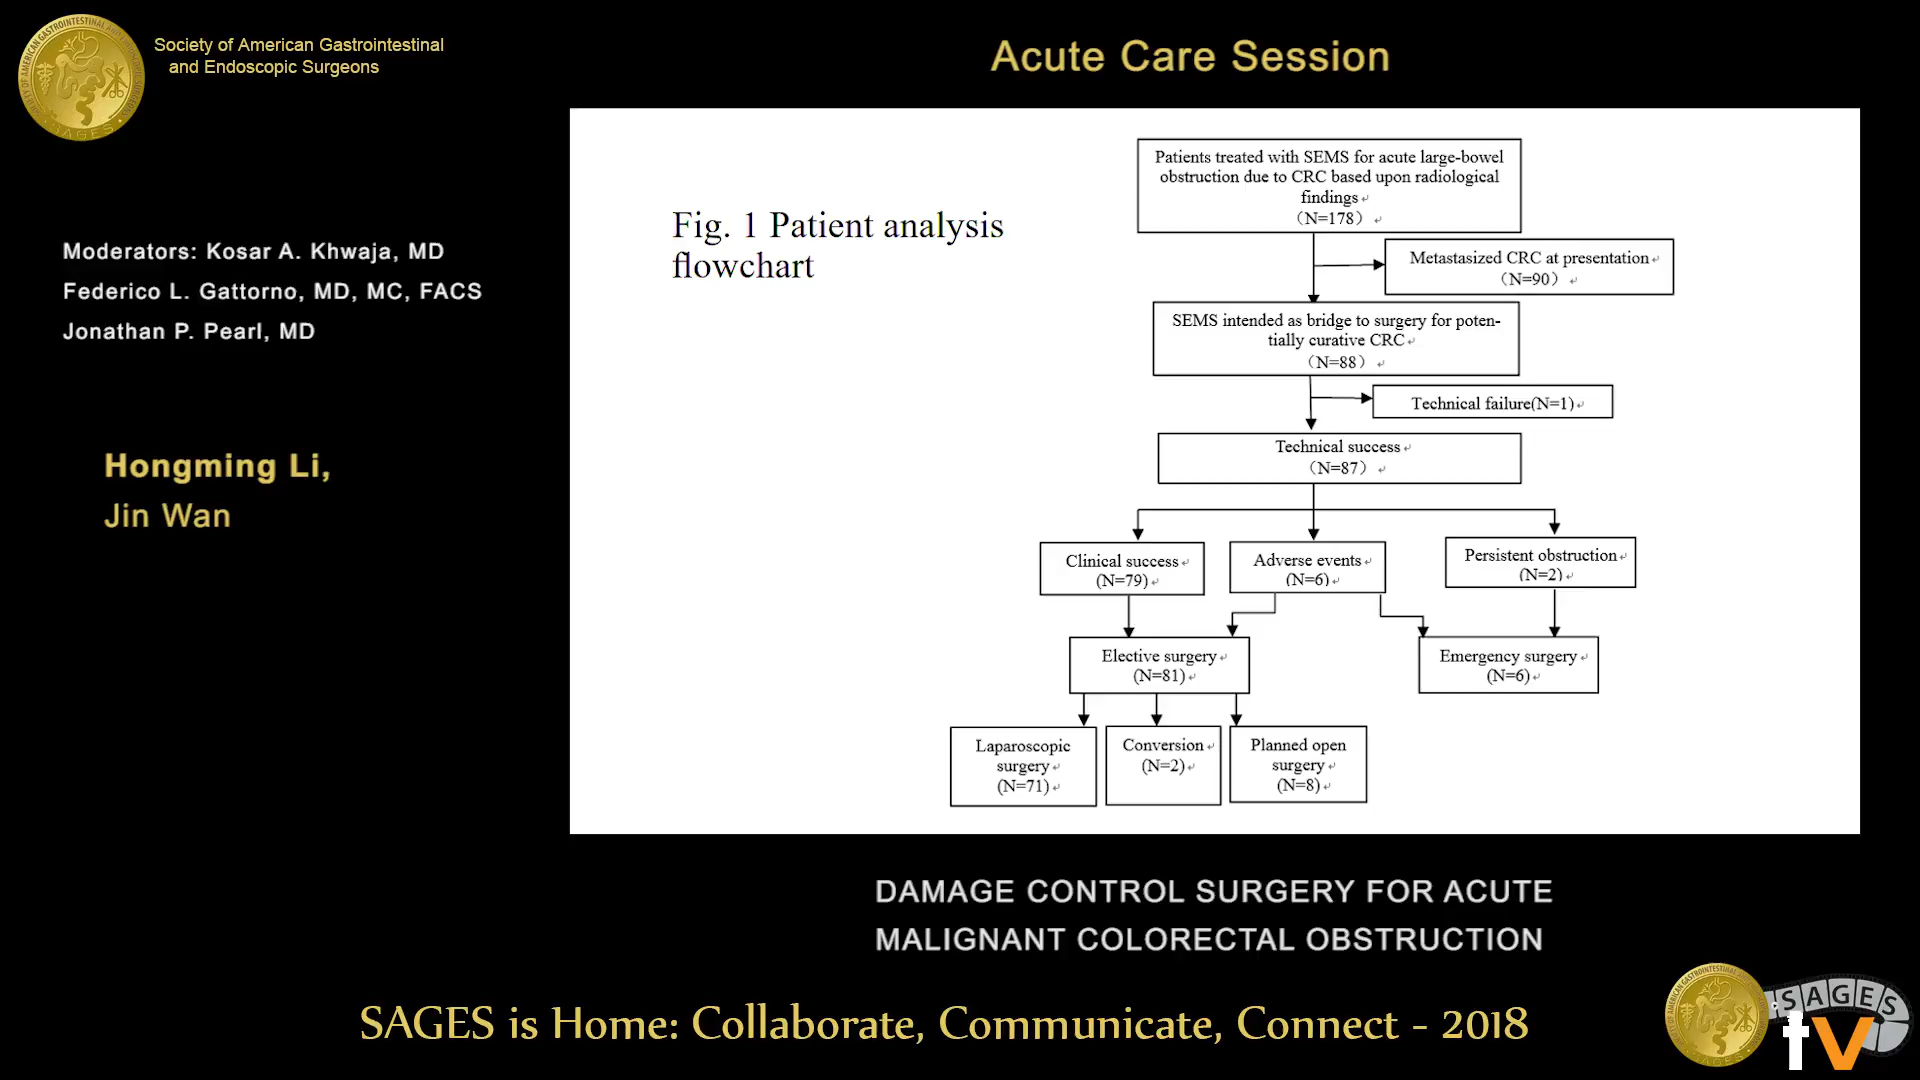 Society of American Gastrointestinal
and Endoscopic Surgeons
Acute Care Session
Moderators: Kosar A. Khwaja, MD
Federico L. Gattorno, MD, MC, FACS
Jonathan P. Pearl, MD
Hongming Li,
Jin Wan
Fig. 1 Patient analysis
flowchart
Patients treated with SEMS for acute large-bowel
obstruction due to CRC based upon radiological
findings
(N=178)
Metastasized CRC at presentation
(N=90)
SEMS intended as bridge to surgery for poten-
tially curative CRC
(N=88)
Technical failure(N=1)
Technical success
(N=87)
Clinical success
(N=79)
Adverse events
(N=6)
Persistent obstruction
(N=2)
Elective surgery
(N=81)
Emergency surgery
(N=6)
Laparoscopic
surgery
(N=71)
Conversion
(N=2)
Planned open
surgery
(N=8)
DAMAGE CONTROL SURGERY FOR ACUTE
MALIGNANT COLORECTAL OBSTRUCTION
SAGES is Home: Collaborate, Communicate, Connect - 2018
SAGES
tv